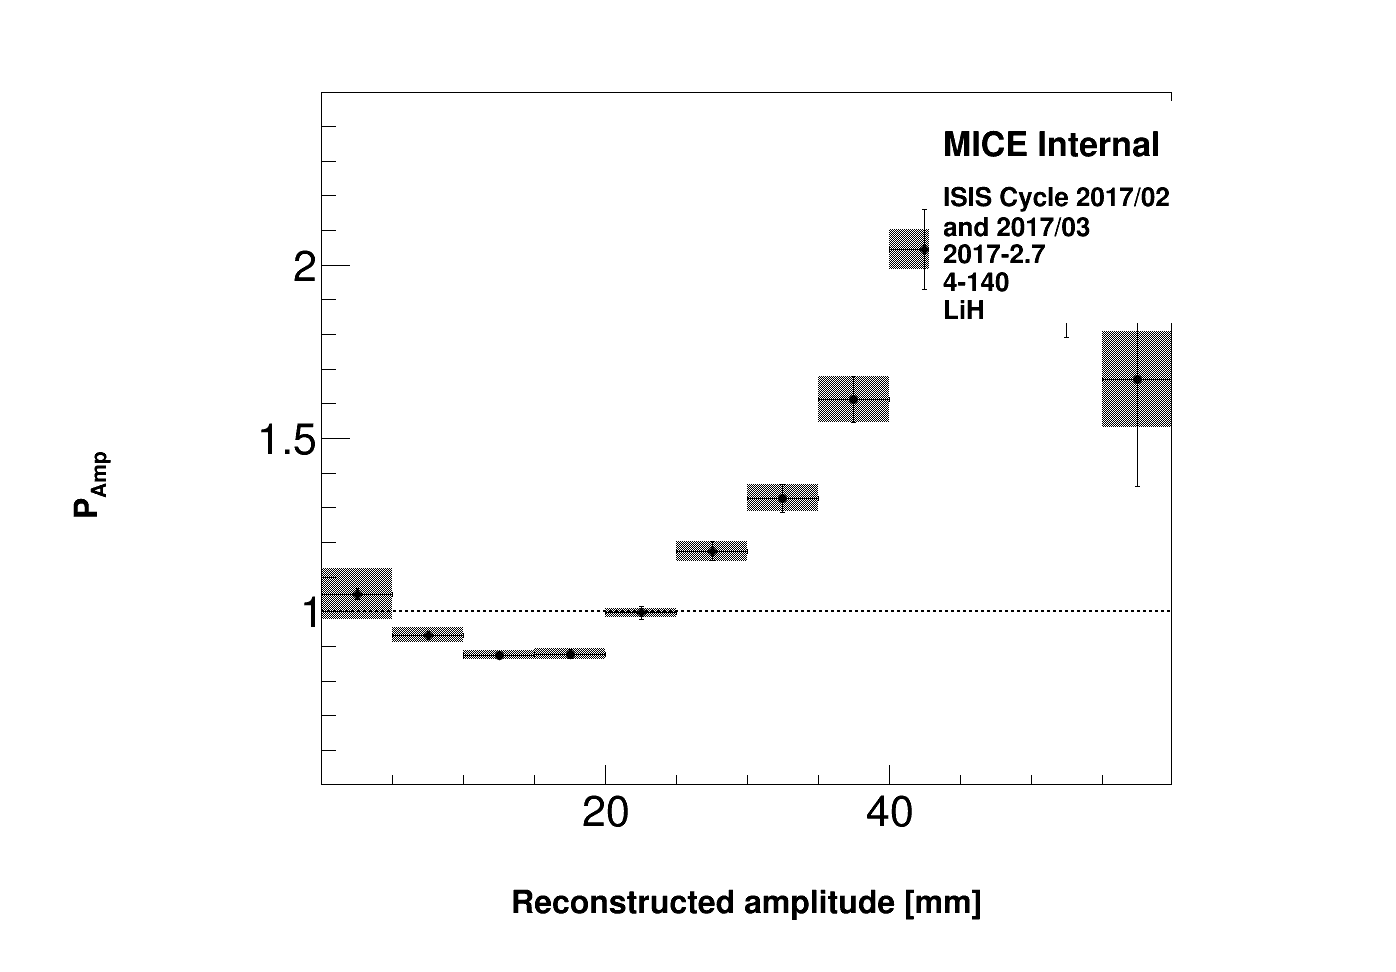 MICE Internal
ISIS Cycle 2017/02
and 2017/03
2017-2.7
4-140
LiH
2
1.5
1
P_Amp
20
40
Reconstructed amplitude [mm]